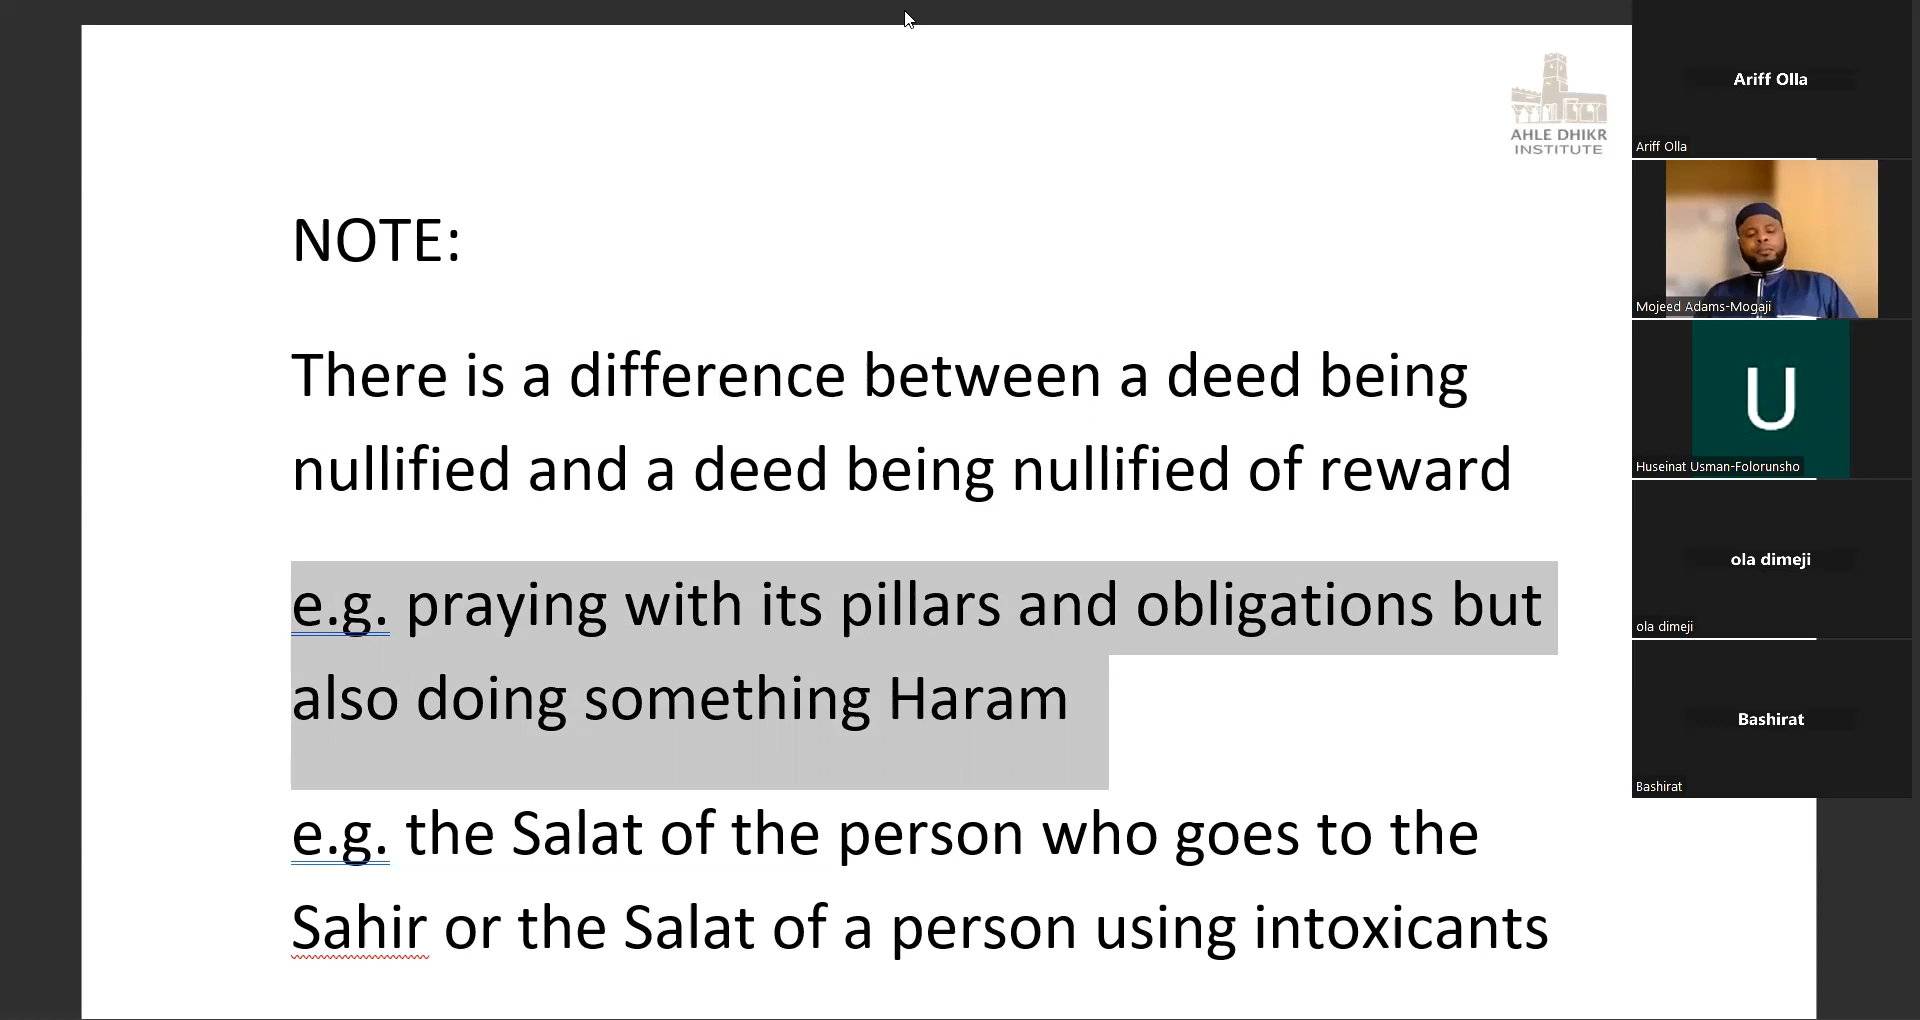 AHLE DHIKR
INSTITUTE
NOTE:
There is a difference between a deed being
nullified and a deed being nullified of reward
e.g. praying with its pillars and obligations but
also doing something Haram
e.g. the Salat of the person who goes to the
Sahir or the Salat of a person using intoxicants
Ariff Olla
Ariff Olla
Mojeed Adams-Mogaji
U
Huseinat Usman-Folorunsho
ola dimeji
ola dimeji
Bashirat
Bashirat